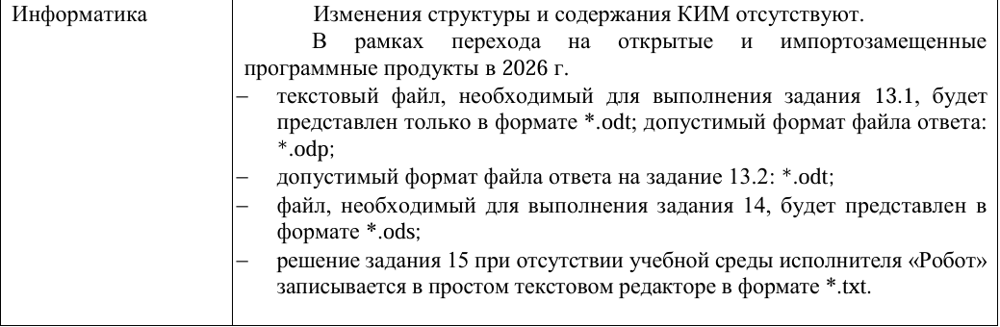 Информатика
Изменения структуры и содержания КИМ отсутствуют.
В рамках перехода на открытые и импортозамещенные
программные продукты в 2026 г.
– текстовый файл, необходимый для выполнения задания 13.1, будет
представлен только в формате *.odt; допустимый формат файла ответа:
*.odp;
– допустимый формат файла ответа на задание 13.2: *.odt;
– файл, необходимый для выполнения задания 14, будет представлен в
формате *.ods;
– решение задания 15 при отсутствии учебной среды исполнителя «Робот»
записывается в простом текстовом редакторе в формате *.txt.